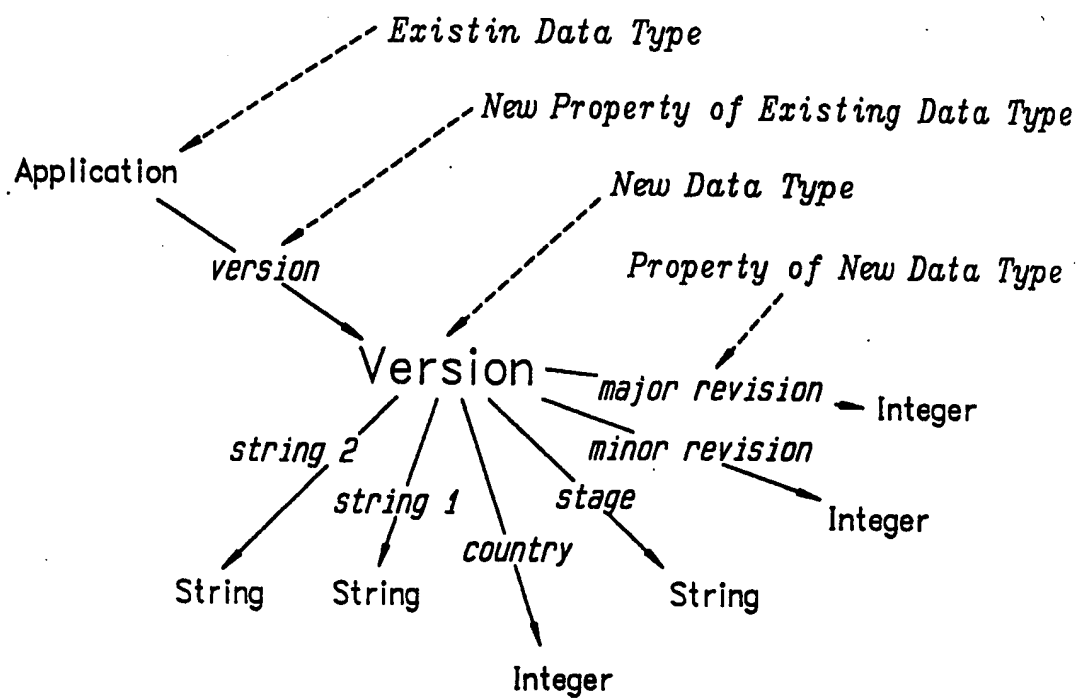 Existin Data Type
New Property of Existing Data Type
Application
New Data Type
version
Property of New Data Type
Version
major revision
Integer
string 2
minor revision
string 1
stage
Integer
country
String
String
String
Integer